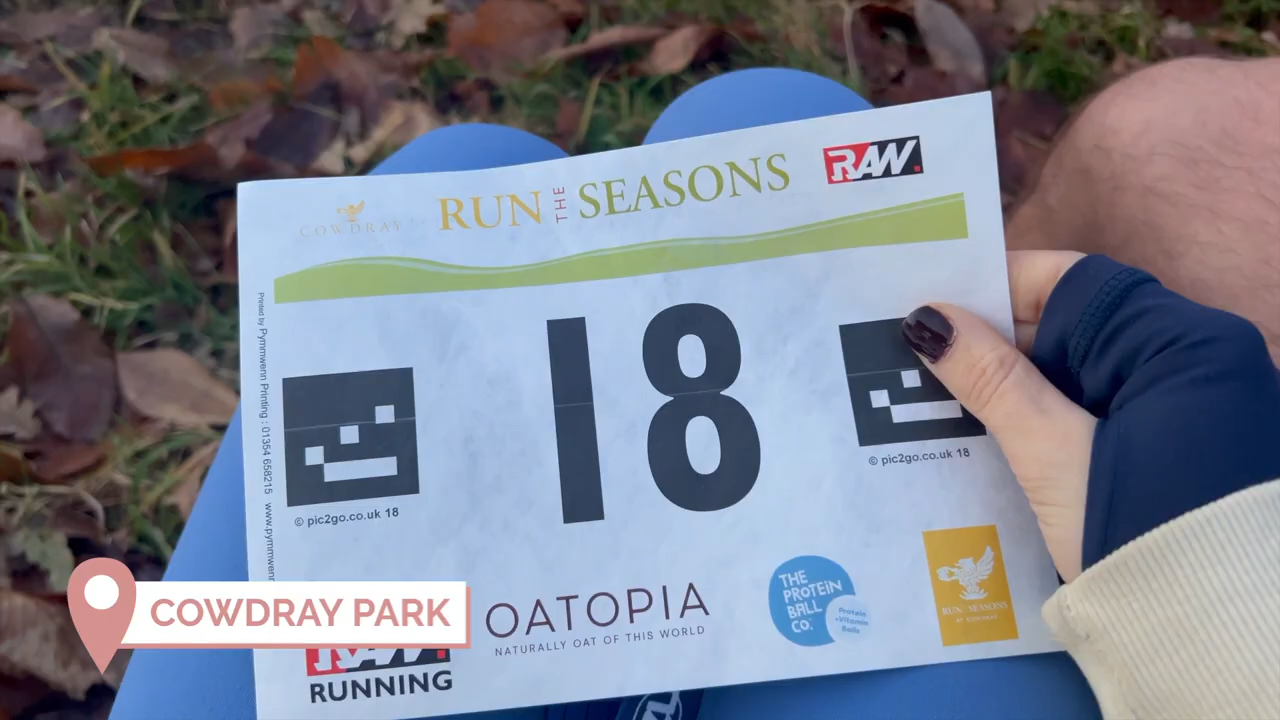 COWDRAY
RUN THE SEASONS
RAW.
Printed by Pymmwenn Printing : 01354 658215 www.pymmwenn
18
© pic2go.co.uk 18
© pic2go.co.uk 18
COWDRAY PARK
RAW.
RUNNING
OATOPIA
NATURALLY OAT OF THIS WORLD
THE
PROTEIN
BALL
CO.
Protein
+Vitamin
Balls
RUN THE SEASONS
AT COWDRAY